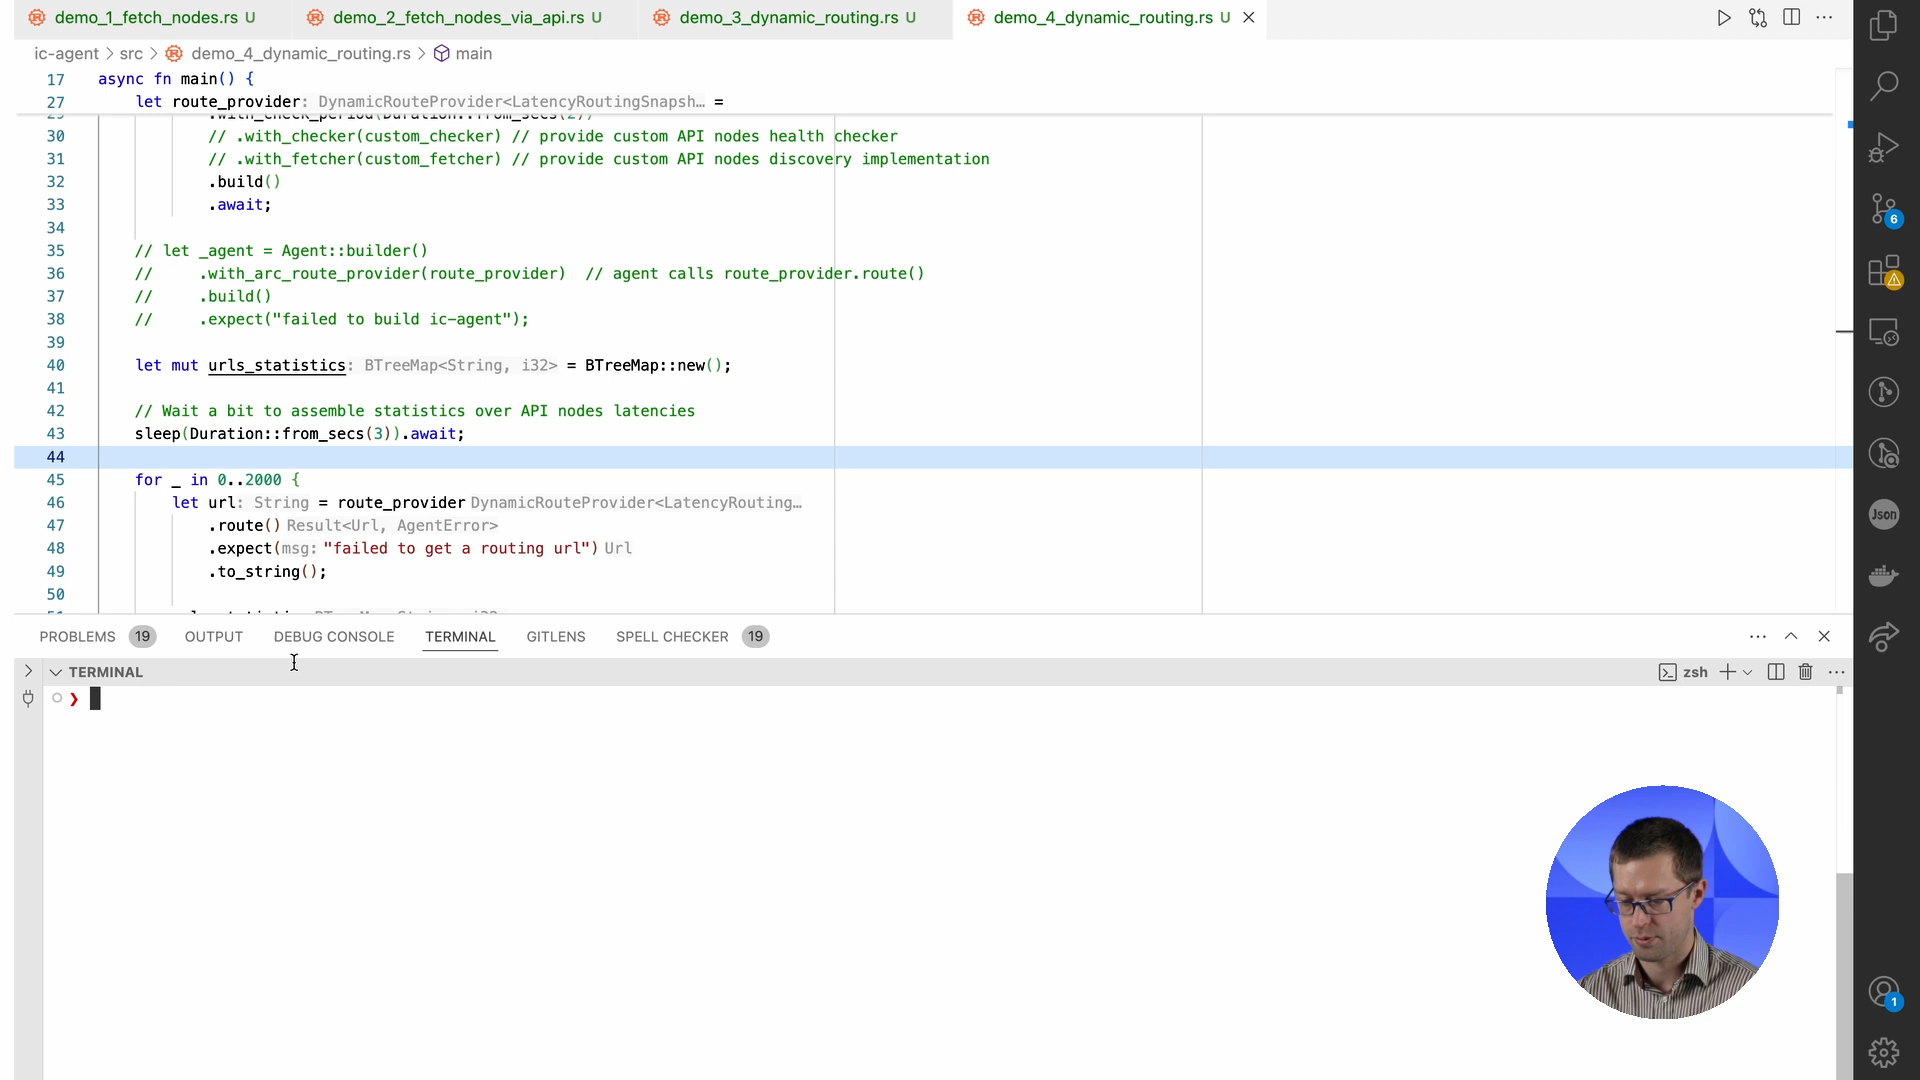 demo_1_fetch_nodes.rs U
demo_2_fetch_nodes_via_api.rs U
demo_3_dynamic_routing.rs U
demo_4_dynamic_routing.rs U
ic-agent > src > demo_4_dynamic_routing.rs > main
17 async fn main() {
27 let route_provider: DynamicRouteProvider<LatencyRoutingSnapsh… =
29 .with_check_period(Duration::from_secs(2))
30 // .with_checker(custom_checker) // provide custom API nodes health checker
31 // .with_fetcher(custom_fetcher) // provide custom API nodes discovery implementation
32 .build()
33 .await;
34
35 // let _agent = Agent::builder()
36 // .with_arc_route_provider(route_provider) // agent calls route_provider.route()
37 // .build()
38 // .expect("failed to build ic-agent");
39
40 let mut urls_statistics: BTreeMap<String, i32> = BTreeMap::new();
41
42 // Wait a bit to assemble statistics over API nodes latencies
43 sleep(Duration::from_secs(3)).await;
44
45 for _ in 0..2000 {
46 let url: String = route_provider DynamicRouteProvider<LatencyRouting…
47 .route() Result<Url, AgentError>
48 .expect(msg: "failed to get a routing url") Url
49 .to_string();
50
PROBLEMS 19 OUTPUT DEBUG CONSOLE TERMINAL GITLENS SPELL CHECKER 19
TERMINAL
zsh
6
Json
1